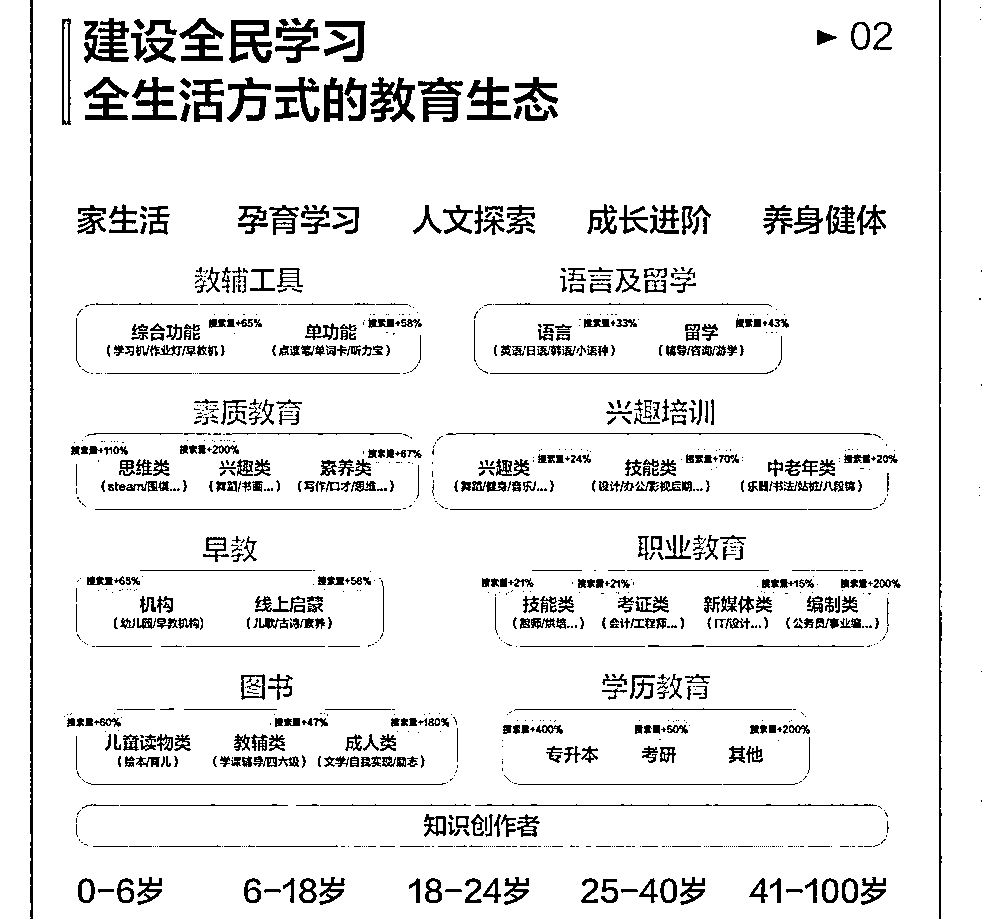 建设全民学习
全生活方式的教育生态
▶ 02
家生活 孕育学习 人文探索 成长进阶 养身健体
教辅工具 语言及留学
搜索量+65% 搜索量+58% 搜索量+33% 搜索量+43%
综合功能 单功能 语言 留学
(学习机/作业灯/早教机) (点读笔/单词卡/听力宝) (英语/日语/韩语/小语种) (辅导/咨询/游学)
素质教育 兴趣培训
搜索量+110% 搜索量+200% 搜索量+67% 搜索量+24% 搜索量+70% 搜索量+20%
思维类 兴趣类 素养类 兴趣类 技能类 中老年类
(steam/围棋...) (舞蹈/书画...) (写作/口才/思维...) (舞蹈/健身/音乐/...) (设计/办公/影视后期...) (乐器/书法/站桩/八段锦)
早教 职业教育
搜索量+65% 搜索量+58% 搜索量+21% 搜索量+21% 搜索量+15% 搜索量+200%
机构 线上启蒙 技能类 考证类 新媒体类 编制类
(幼儿园/早教机构) (儿歌/古诗/素养) (教师/烘培...) (会计/工程师...) (IT/设计...) (公务员/事业编...)
图书 学历教育
搜索量+60% 搜索量+47% 搜索量+180% 搜索量+400% 搜索量+50% 搜索量+200%
儿童读物类 教辅类 成人类 专升本 考研 其他
(绘本/育儿) (学课辅导/四六级) (文学/自我实现/励志)
知识创作者
0-6岁 6-18岁 18-24岁 25-40岁 41-100岁